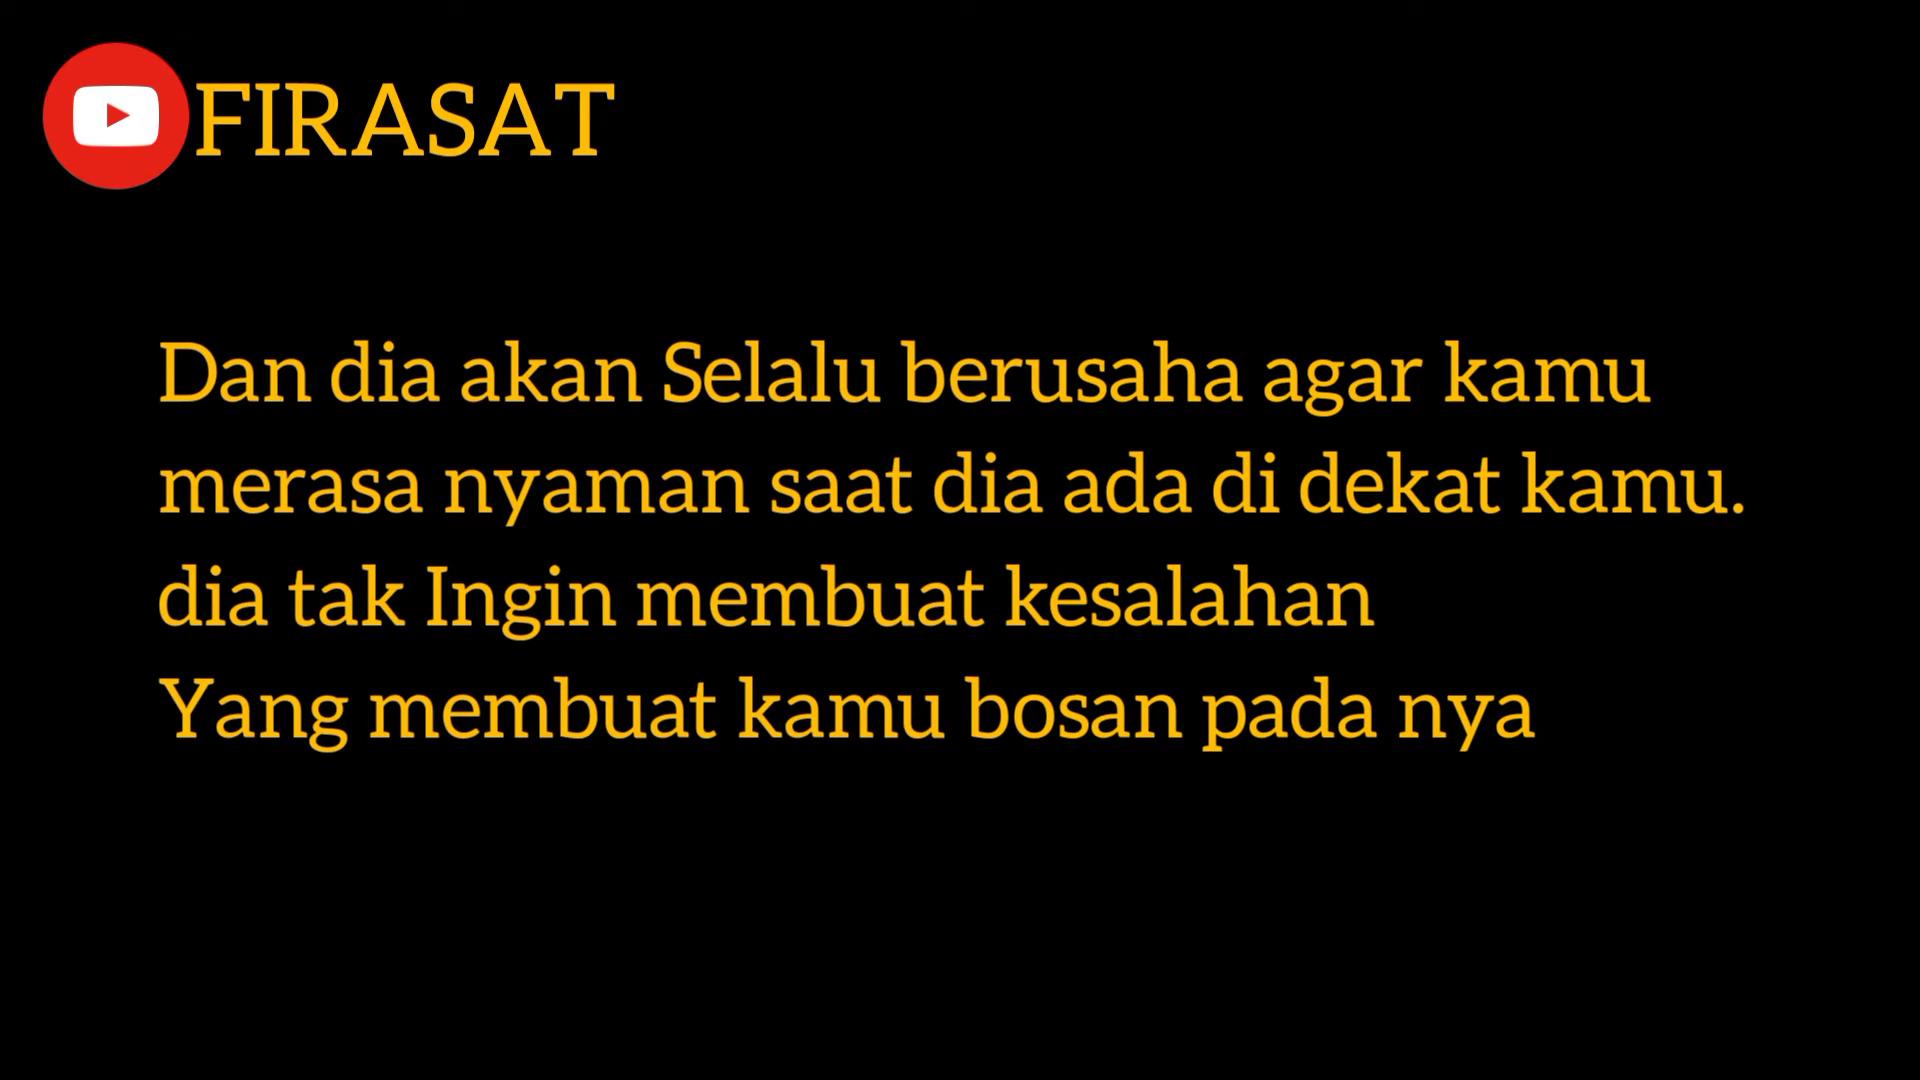 FIRASAT
Dan dia akan Selalu berusaha agar kamu
merasa nyaman saat dia ada di dekat kamu.
dia tak Ingin membuat kesalahan
Yang membuat kamu bosan pada nya